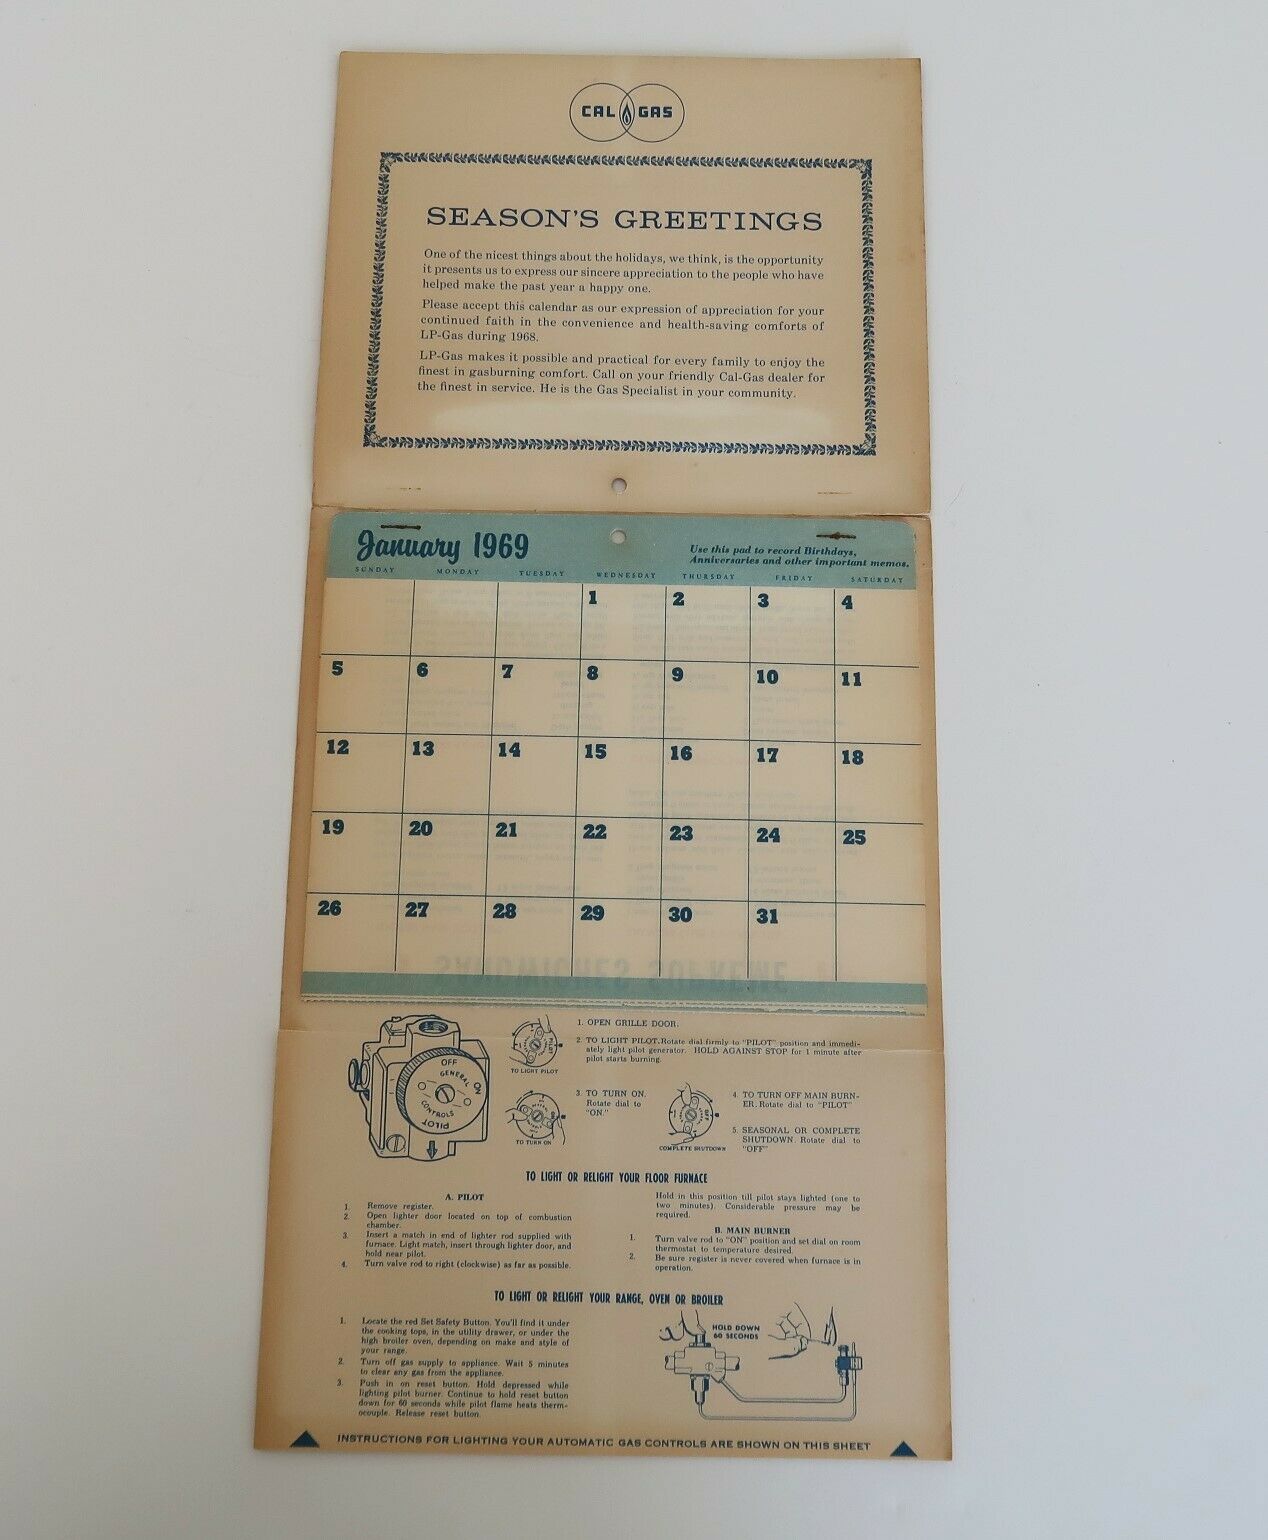 CAL GAS
SEASON'S GREETINGS
One of the nicest things about the holidays, we think, is the opportunity
it presents us to express our sincere appreciation to the people who have
helped make the past year a happy one.
Please accept this calendar as our expression of appreciation for your
continued faith in the convenience and health-saving comforts of
LP-Gas during 1968.
LP-Gas makes it possible and practical for every family to enjoy the
finest in gasburning comfort. Call on your friendly Cal-Gas dealer for
the finest in service. He is the Gas Specialist in your community.
January 1969
Use this pad to record Birthdays,
Anniversaries and other important memos.
SUNDAY MONDAY TUESDAY WEDNESDAY THURSDAY FRIDAY SATURDAY
1 2 3 4
5 6 7 8 9 10 11
12 13 14 15 16 17 18
19 20 21 22 23 24 25
26 27 28 29 30 31
SANDWICHES SUPREME
OFF
ON
GENERAL
CONTROLS
PILOT
TO LIGHT PILOT
1. OPEN GRILLE DOOR.
2. TO LIGHT PILOT. Rotate dial firmly to "PILOT" position and immedi-
ately light pilot generator. HOLD AGAINST STOP for 1 minute after
pilot starts burning.
TO TURN ON
3. TO TURN ON.
Rotate dial to
"ON."
COMPLETE SHUTDOWN
4. TO TURN OFF MAIN BURN-
ER. Rotate dial to "PILOT"
5. SEASONAL OR COMPLETE
SHUTDOWN. Rotate dial to
"OFF"
TO LIGHT OR RELIGHT YOUR FLOOR FURNACE
A. PILOT
1. Remove register.
2. Open lighter door located on top of combustion
chamber.
3. Insert a match in end of lighter rod supplied with
furnace. Light match, insert through lighter door, and
hold near pilot.
4. Turn valve rod to right (clockwise) as far as possible.
Hold in this position till pilot stays lighted (one to
two minutes). Considerable pressure may be
required.
B. MAIN BURNER
1. Turn valve rod to "ON" position and set dial on room
thermostat to temperature desired.
2. Be sure register is never covered when furnace is in
operation.
TO LIGHT OR RELIGHT YOUR RANGE, OVEN OR BROILER
1. Locate the red Set Safety Button. You'll find it under
the cooking tops, in the utility drawer, or under the
high broiler oven, depending on make and style of
your range.
2. Turn off gas supply to appliance. Wait 5 minutes
to clear any gas from the appliance.
3. Push in on reset button. Hold depressed while
lighting pilot burner. Continue to hold reset button
down for 60 seconds while pilot flame heats therm-
ocouple. Release reset button.
HOLD DOWN
60 SECONDS
INSTRUCTIONS FOR LIGHTING YOUR AUTOMATIC GAS CONTROLS ARE SHOWN ON THIS SHEET